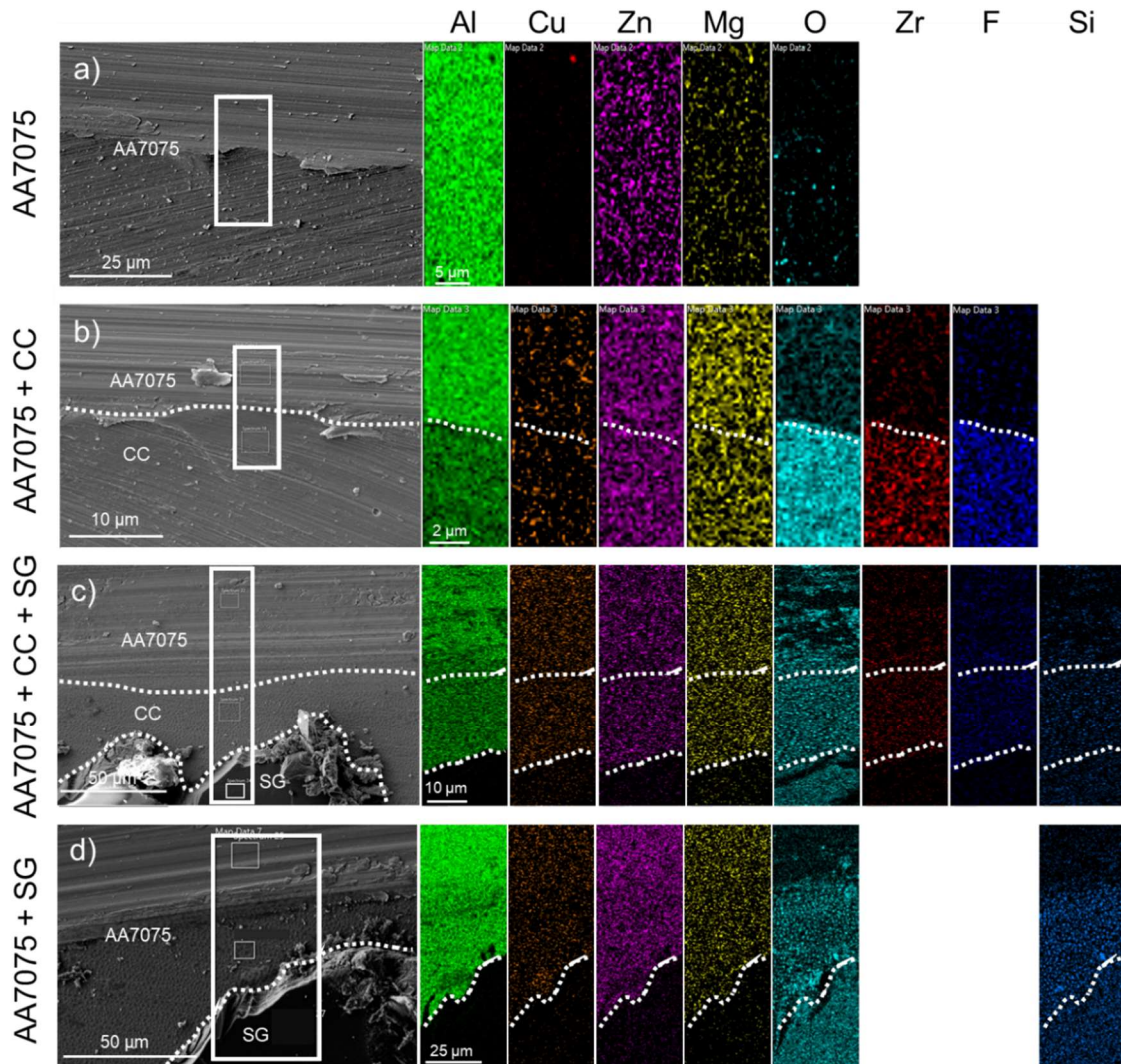 Al Cu Zn Mg O Zr F Si
AA7075
a)
AA7075
25 µm
Map Data 2 Map Data 2 Map Data 2 Map Data 2 Map Data 2
5 µm
AA7075 + CC
b)
AA7075
CC
10 µm
Map Data 3 Map Data 3 Map Data 3 Map Data 3 Map Data 3 Map Data 3 Map Data 3
2 µm
AA7075 + CC + SG
c)
AA7075
CC
SG
50 µm
10 µm
AA7075 + SG
d)
Map Data 7
AA7075
SG
50 µm
25 µm